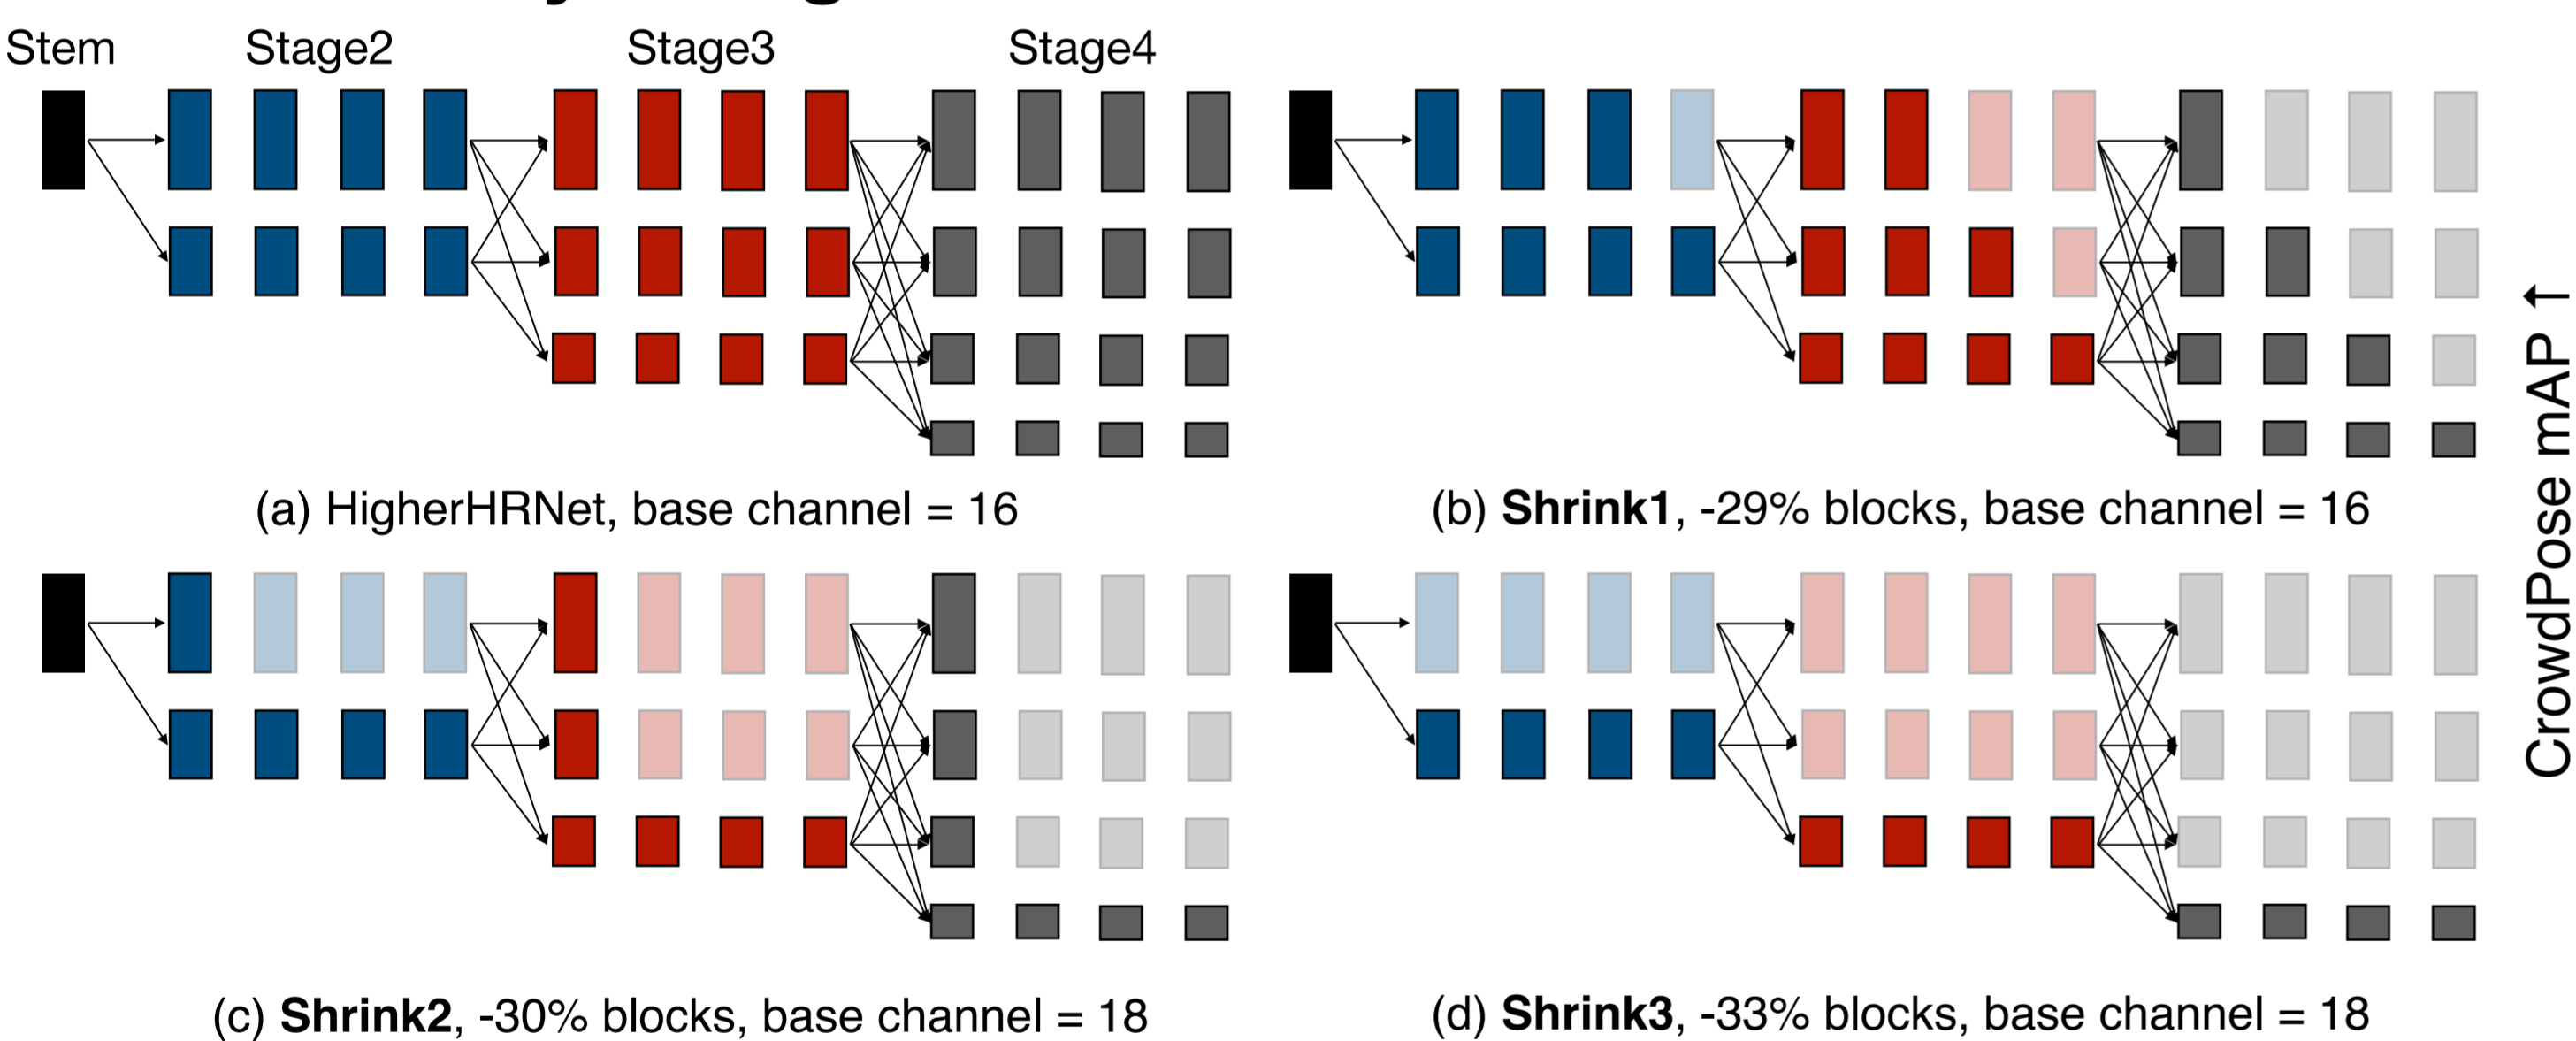 Stem Stage2 Stage3 Stage4
(a) HigherHRNet, base channel = 16
(b) Shrink1, -29% blocks, base channel = 16
(c) Shrink2, -30% blocks, base channel = 18
(d) Shrink3, -33% blocks, base channel = 18
CrowdPose mAP ↑